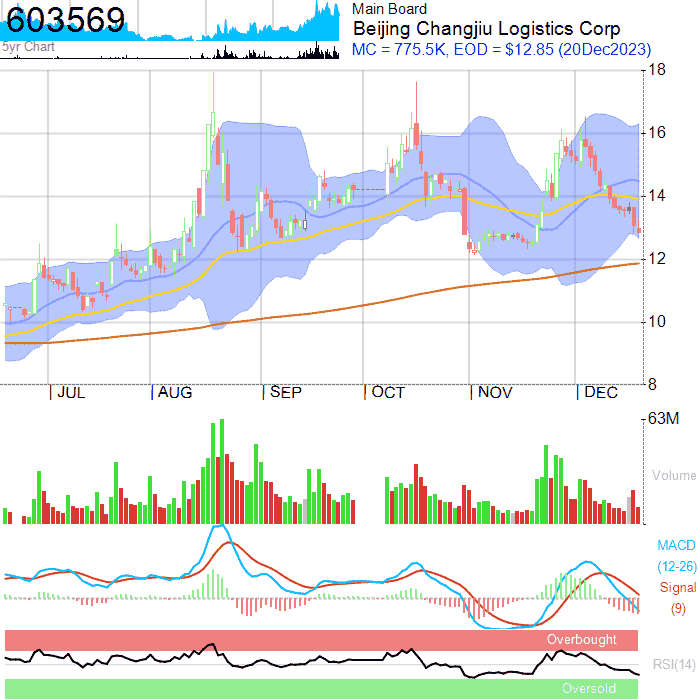 603569
Main Board
Beijing Changjiu Logistics Corp
5yr Chart
MC = 775.5K, EOD = $12.85 (20Dec2023)
18
16
14
12
10
8
JUL AUG SEP OCT NOV DEC
63M
Volume
MACD
(12-26)
Signal
(9)
Overbought
RSI(14)
Oversold